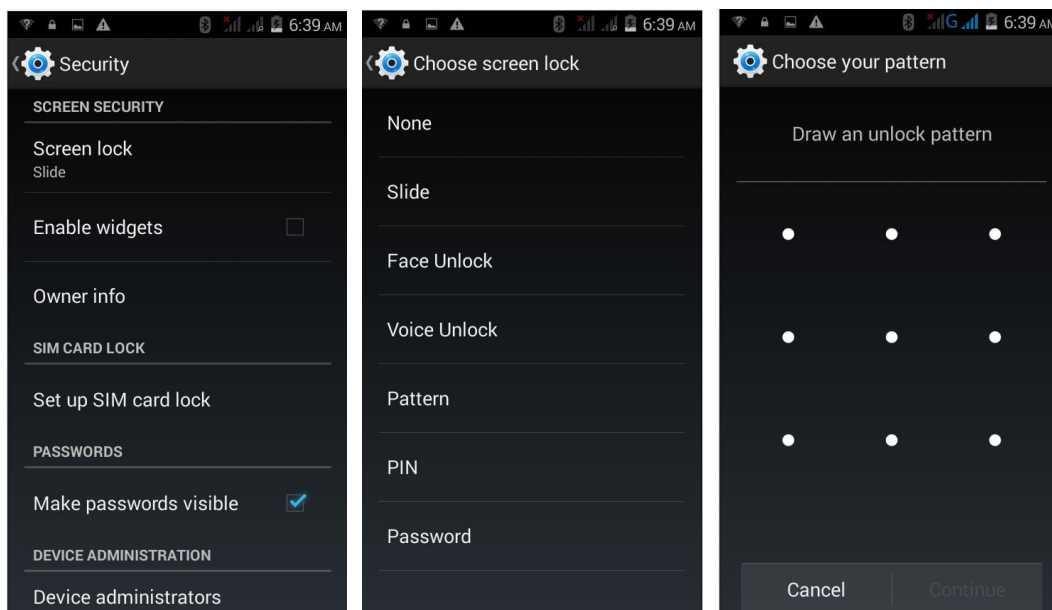 6:39 AM
Security
SCREEN SECURITY
Screen lock
Slide
Enable widgets
Owner info
SIM CARD LOCK
Set up SIM card lock
PASSWORDS
Make passwords visible
DEVICE ADMINISTRATION
Device administrators
6:39 AM
Choose screen lock
None
Slide
Face Unlock
Voice Unlock
Pattern
PIN
Password
G 6:39 AM
Choose your pattern
Draw an unlock pattern
Cancel Continue